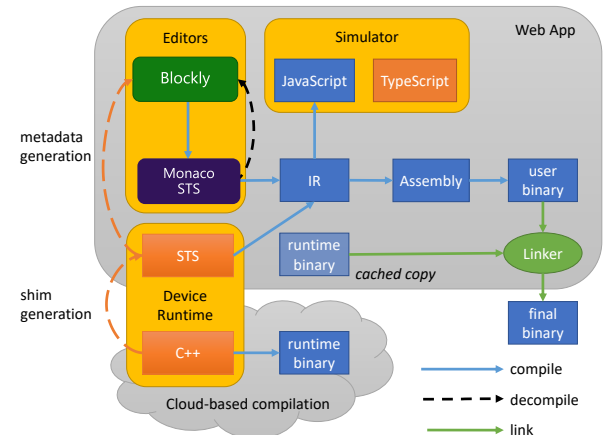 Editors
Simulator
Web App
Blockly
JavaScript
TypeScript
metadata
generation
Monaco
STS
IR
Assembly
user
binary
STS
runtime
binary
Linker
cached copy
shim
generation
Device
Runtime
final
binary
C++
runtime
binary
compile
Cloud-based compilation
decompile
link